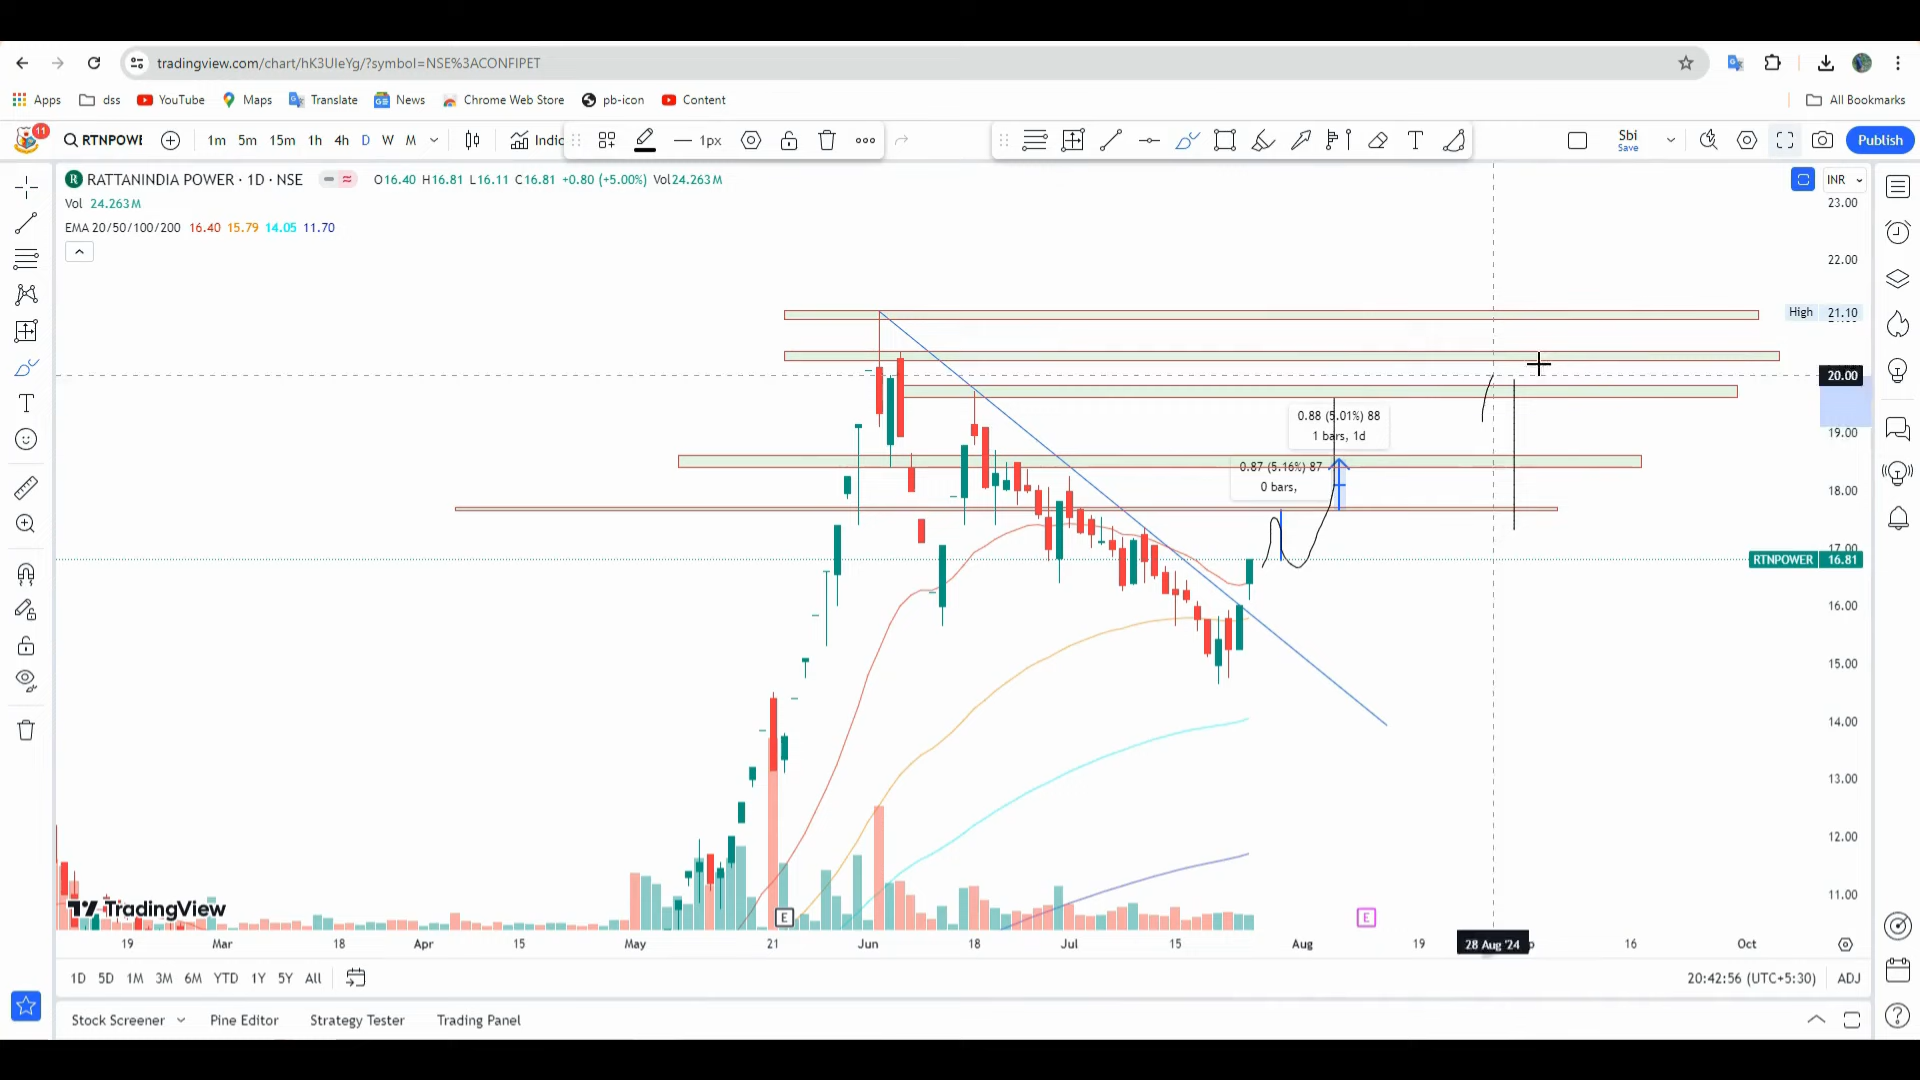 tradingview.com/chart/hK3UIeYg/?symbol=NSE%3ACONFIPET
Apps dss YouTube Maps Translate News Chrome Web Store pb-icon Content All Bookmarks
11 RTNPOWE 1m 5m 15m 1h 4h D W M Indic 1px T Sbi Save Publish
R RATTANINDIA POWER · 1D · NSE O16.40 H16.81 L16.11 C16.81 +0.80 (+5.00%) Vol24.263M INR
Vol 24.263M
23.00
EMA 20/50/100/200 16.40 15.79 14.05 11.70
22.00
High 21.10
20.00
0.88 (5.01%) 88
1 bars, 1d
19.00
0.87 (5.16%) 87
0 bars,
18.00
17.00
RTNPOWER 16.81
16.00
15.00
14.00
13.00
12.00
11.00
TradingView
E E
19 Mar 18 Apr 15 May 21 Jun 18 Jul 15 Aug 19 28 Aug '24 16 Oct
1D 5D 1M 3M 6M YTD 1Y 5Y All 20:42:56 (UTC+5:30) ADJ
Stock Screener Pine Editor Strategy Tester Trading Panel